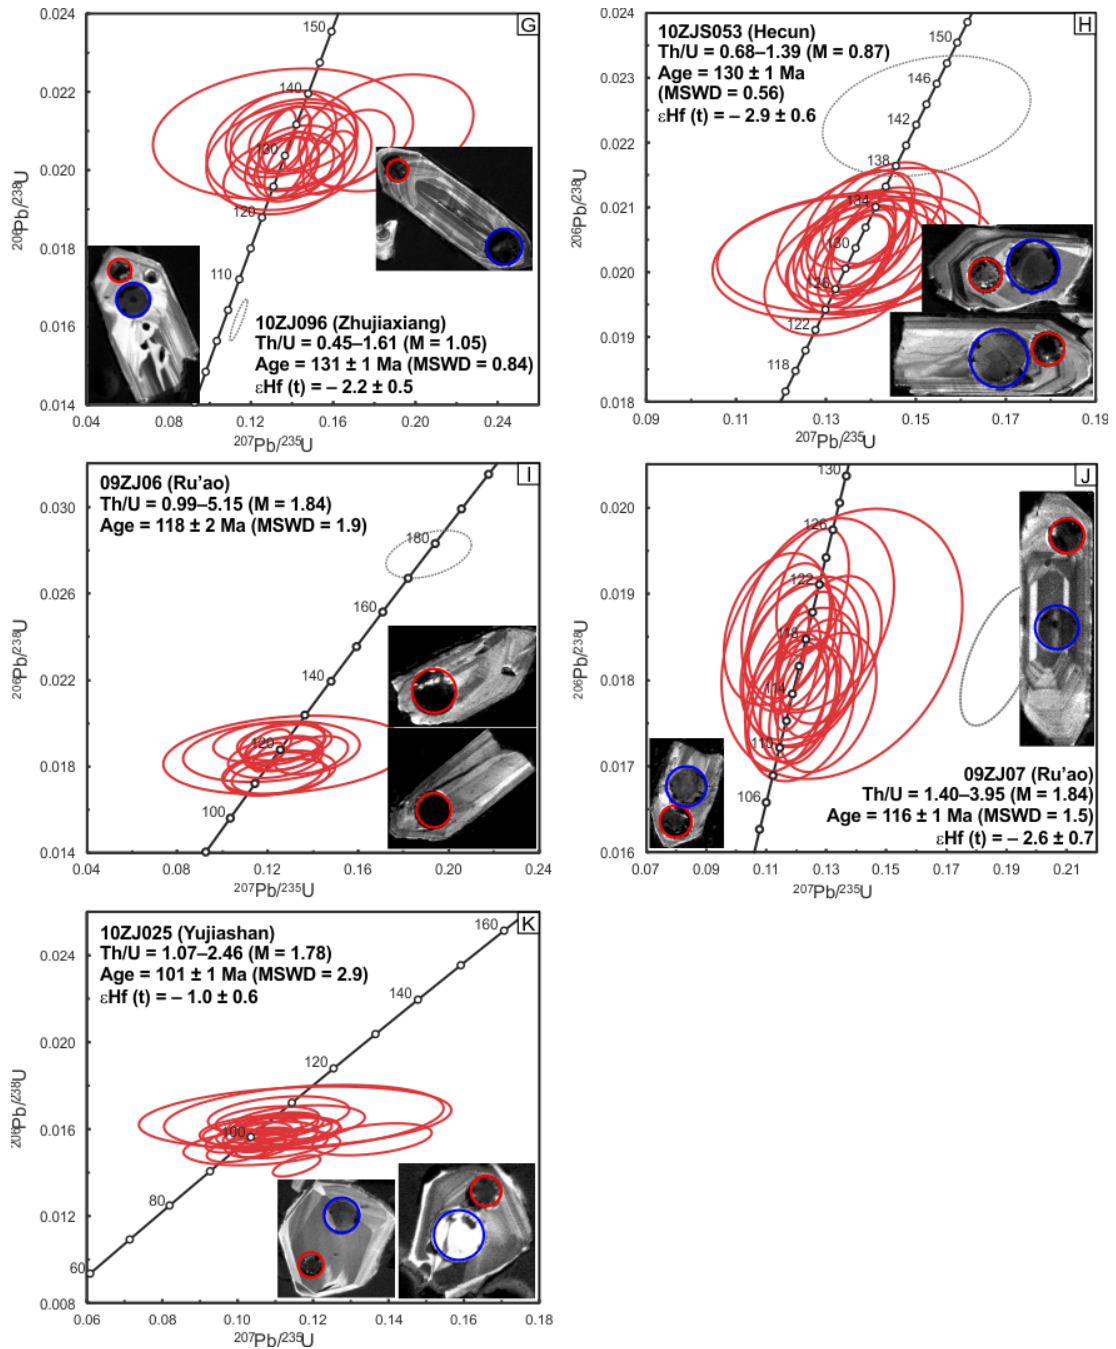 G
0.024
0.022
0.020
0.018
0.016
0.014
0.04
0.08
0.12
0.16
0.20
0.24
206Pb/238U
207Pb/235U
150
140
130
120
110
10ZJ096 (Zhujiaxiang)
Th/U = 0.45–1.61 (M = 1.05)
Age = 131 ± 1 Ma (MSWD = 0.84)
εHf (t) = – 2.2 ± 0.5
H
10ZJS053 (Hecun)
Th/U = 0.68–1.39 (M = 0.87)
Age = 130 ± 1 Ma
(MSWD = 0.56)
εHf (t) = – 2.9 ± 0.6
0.024
0.023
0.022
0.021
0.020
0.019
0.018
0.09
0.11
0.13
0.15
0.17
0.19
206Pb/238U
207Pb/235U
150
146
142
138
134
130
126
122
118
I
09ZJ06 (Ru'ao)
Th/U = 0.99–5.15 (M = 1.84)
Age = 118 ± 2 Ma (MSWD = 1.9)
0.030
0.026
0.022
0.018
0.014
0.04
0.08
0.12
0.16
0.20
0.24
206Pb/238U
207Pb/235U
180
160
140
120
100
J
0.020
0.019
0.018
0.017
0.016
0.07
0.09
0.11
0.13
0.15
0.17
0.19
0.21
206Pb/238U
207Pb/235U
130
126
122
118
114
110
106
09ZJ07 (Ru'ao)
Th/U = 1.40–3.95 (M = 1.84)
Age = 116 ± 1 Ma (MSWD = 1.5)
εHf (t) = – 2.6 ± 0.7
K
10ZJ025 (Yujiashan)
Th/U = 1.07–2.46 (M = 1.78)
Age = 101 ± 1 Ma (MSWD = 2.9)
εHf (t) = – 1.0 ± 0.6
0.024
0.020
0.016
0.012
0.008
0.06
0.08
0.10
0.12
0.14
0.16
0.18
206Pb/238U
207Pb/235U
160
140
120
100
80
60